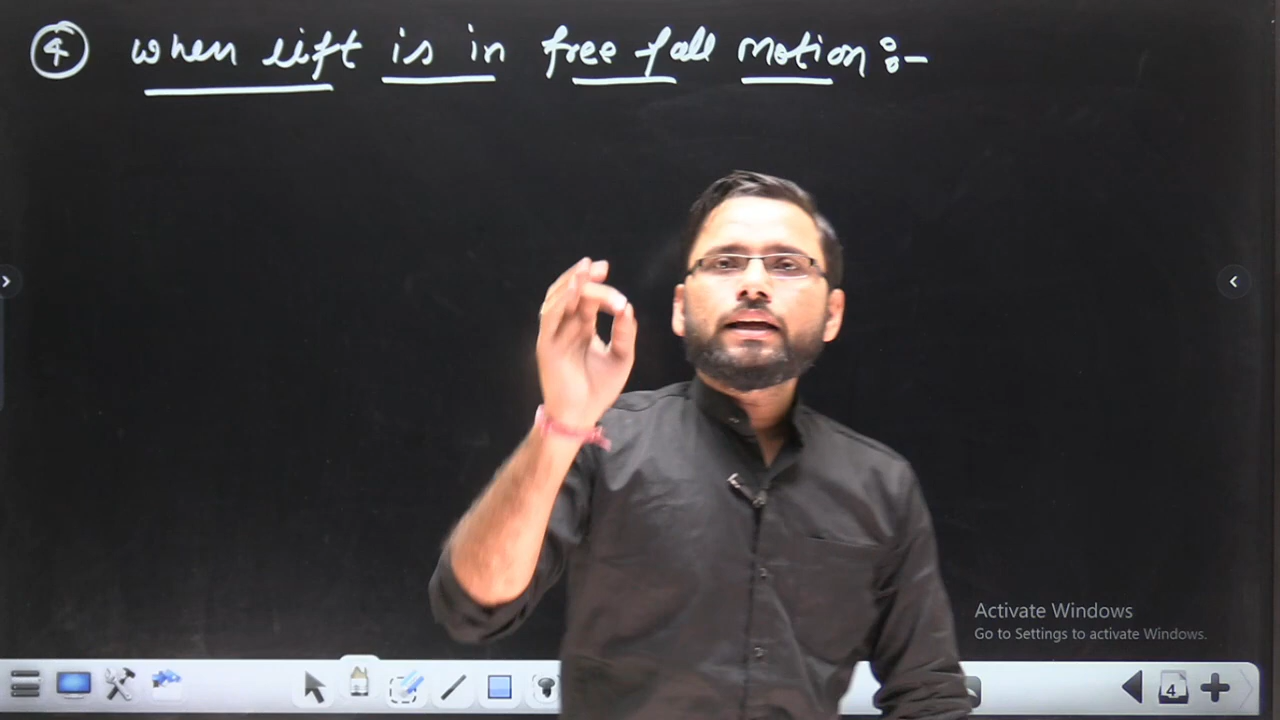 ④ when lift is in free fall motion :-
Activate Windows
Go to Settings to activate Windows.
4